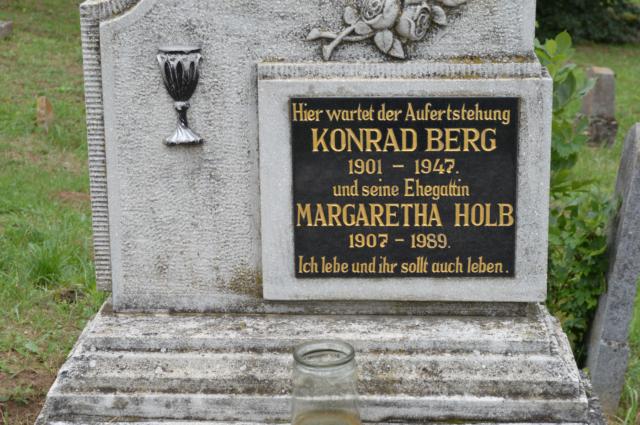 Hier wartet der Aufertstehung
KONRAD BERG
1901 - 1947.
und seine Ehegattin
MARGARETHA HOLB
1907 - 1989.
Ich lebe und ihr sollt auch leben.